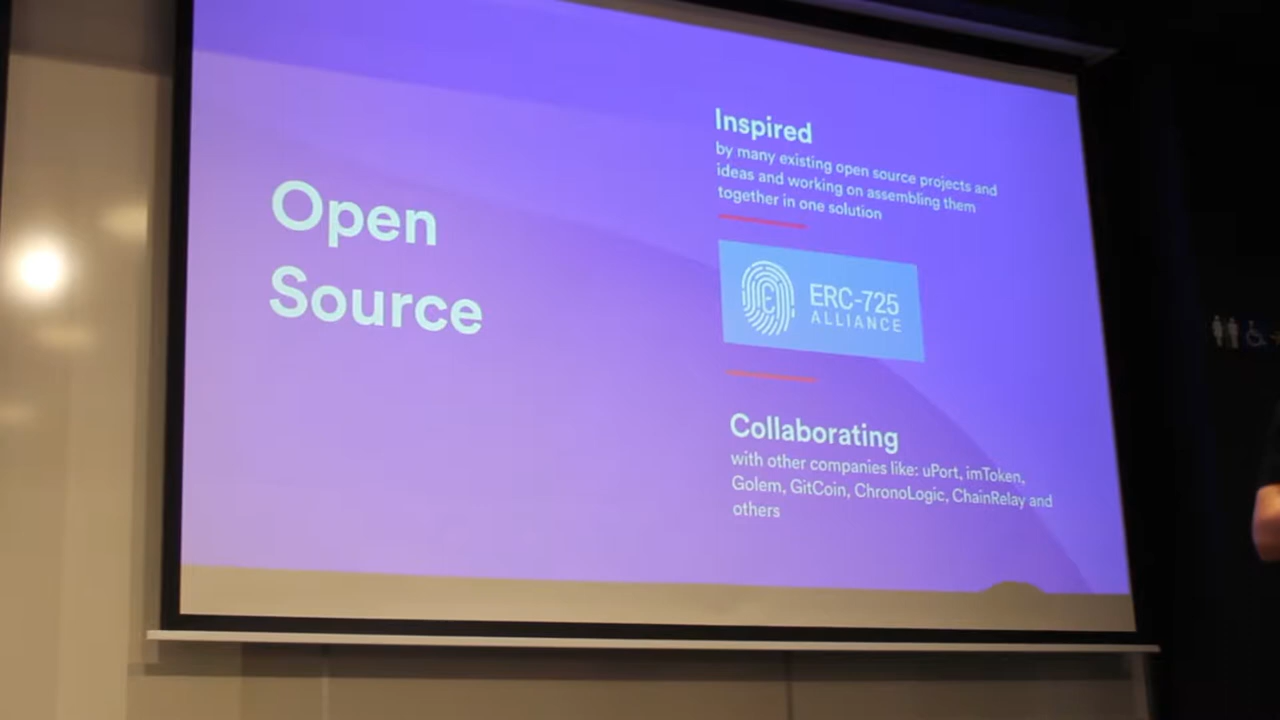 Open
Source
Inspired
by many existing open source projects and
ideas and working on assembling them
together in one solution
ERC-725
ALLIANCE
Collaborating
with other companies like: uPort, imToken,
Golem, GitCoin, ChronoLogic, ChainRelay and
others